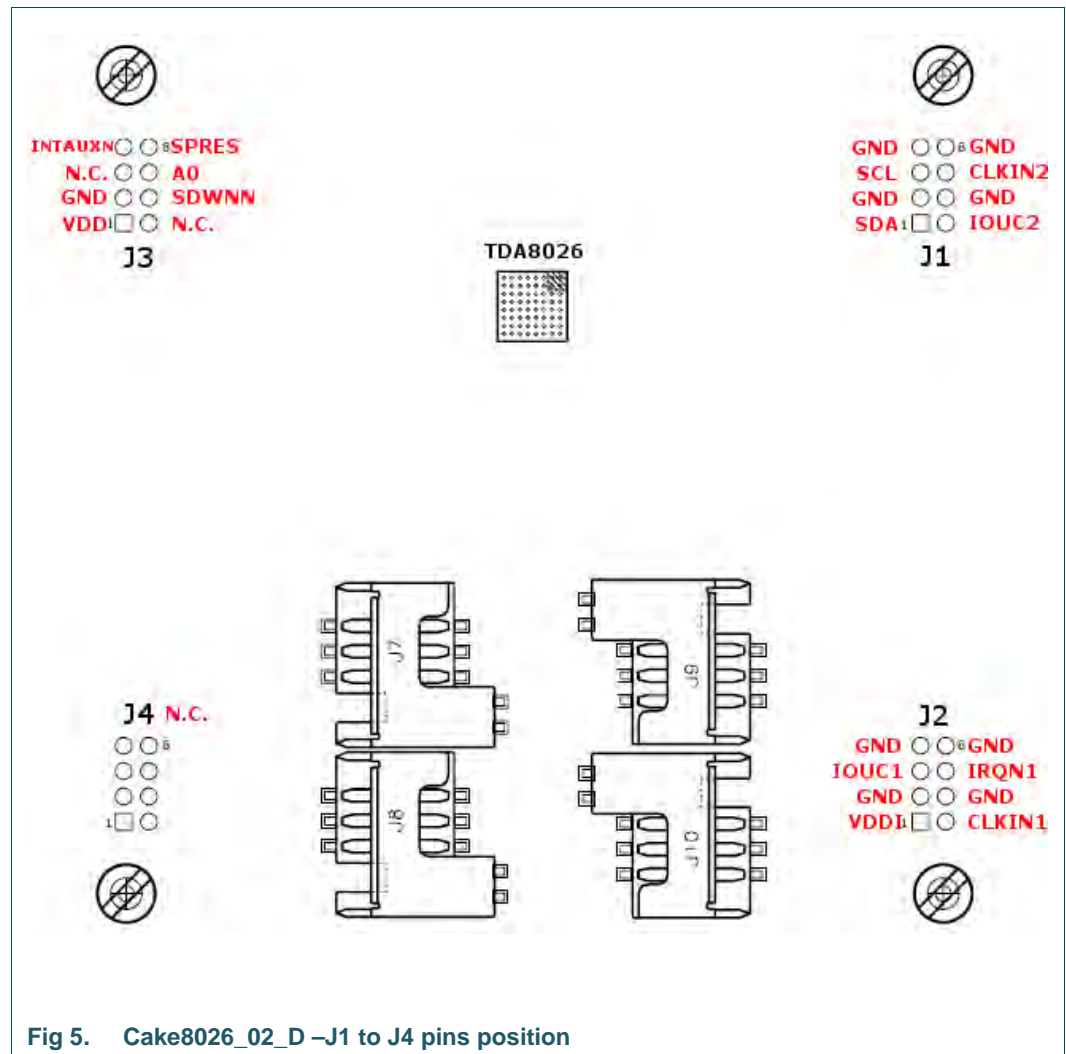 INTAUXN 8 SPRES
N.C. A0
GND SDWNN
VDD 1 N.C.
J3
GND 8 GND
SCL CLKIN2
GND GND
SDA 1 IOUC2
J1
TDA8026
J7
J9
J4 N.C.
8
1
J8
J10
J2
GND 8 GND
IOUC1 IRQN1
GND GND
VDDI 1 CLKIN1
Fig 5. Cake8026_02_D –J1 to J4 pins position